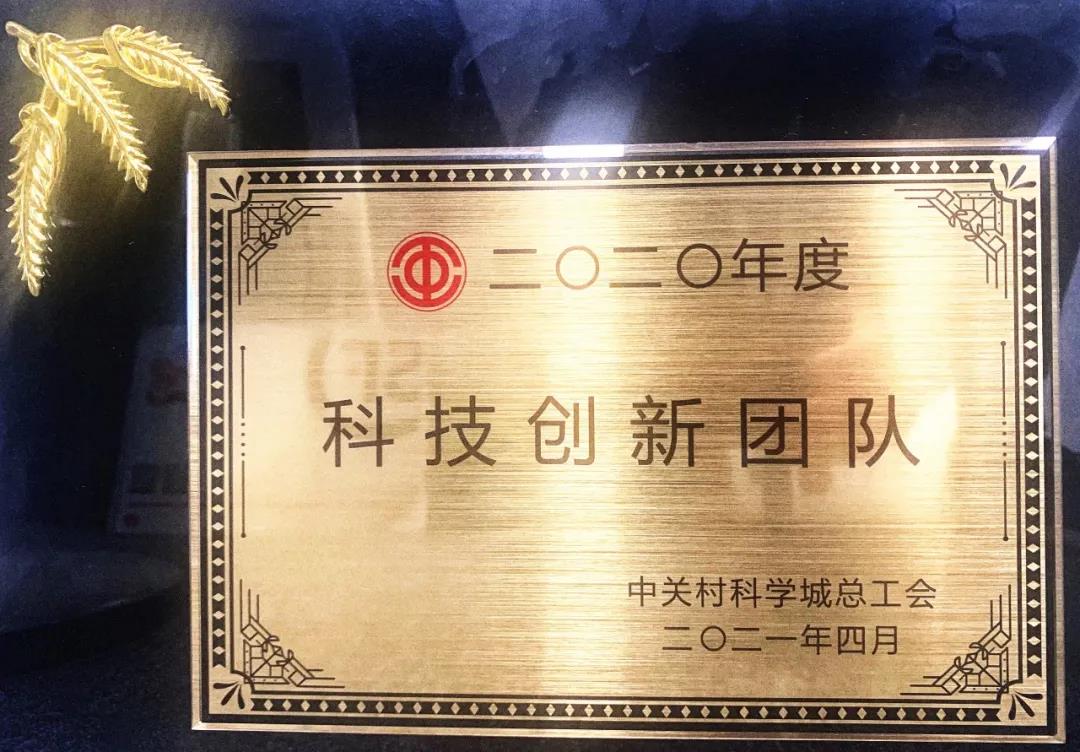 二〇二〇年度
科技创新团队
中关村科学城总工会
二〇二一年四月